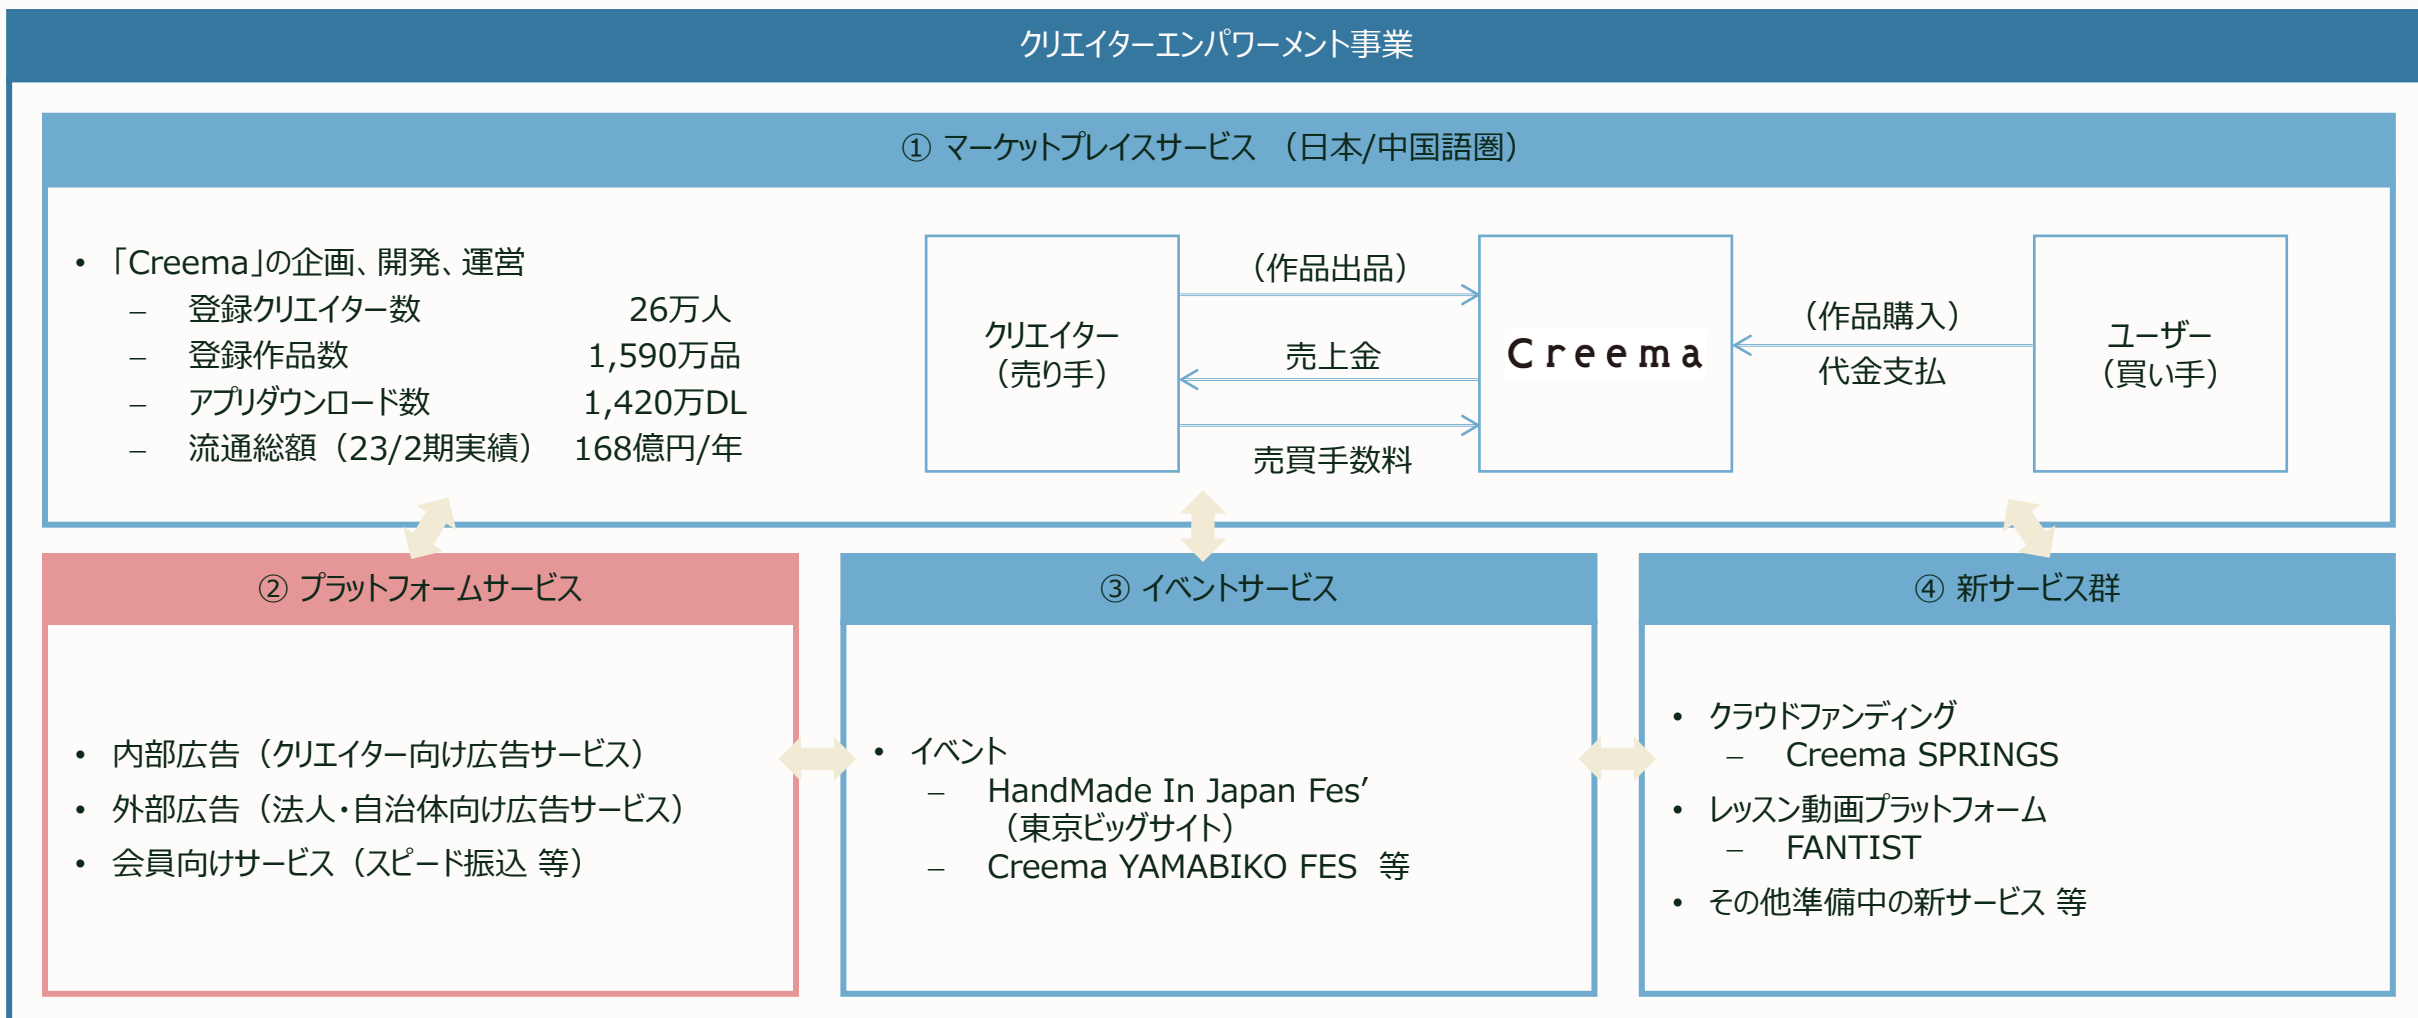 クリエイターエンパワーメント事業
① マーケットプレイスサービス （日本/中国語圏）
• 「Creema」の企画、開発、運営
– 登録クリエイター数 26万人
– 登録作品数 1,590万品
– アプリダウンロード数 1,420万DL
– 流通総額（23/2期実績） 168億円/年
クリエイター
（売り手）
（作品出品）
売上金
売買手数料
Creema
（作品購入）
代金支払
ユーザー
（買い手）
② プラットフォームサービス
• 内部広告（クリエイター向け広告サービス）
• 外部広告（法人・自治体向け広告サービス）
• 会員向けサービス（スピード振込 等）
③ イベントサービス
• イベント
– HandMade In Japan Fes’
（東京ビッグサイト）
– Creema YAMABIKO FES 等
④ 新サービス群
• クラウドファンディング
– Creema SPRINGS
• レッスン動画プラットフォーム
– FANTIST
• その他準備中の新サービス 等